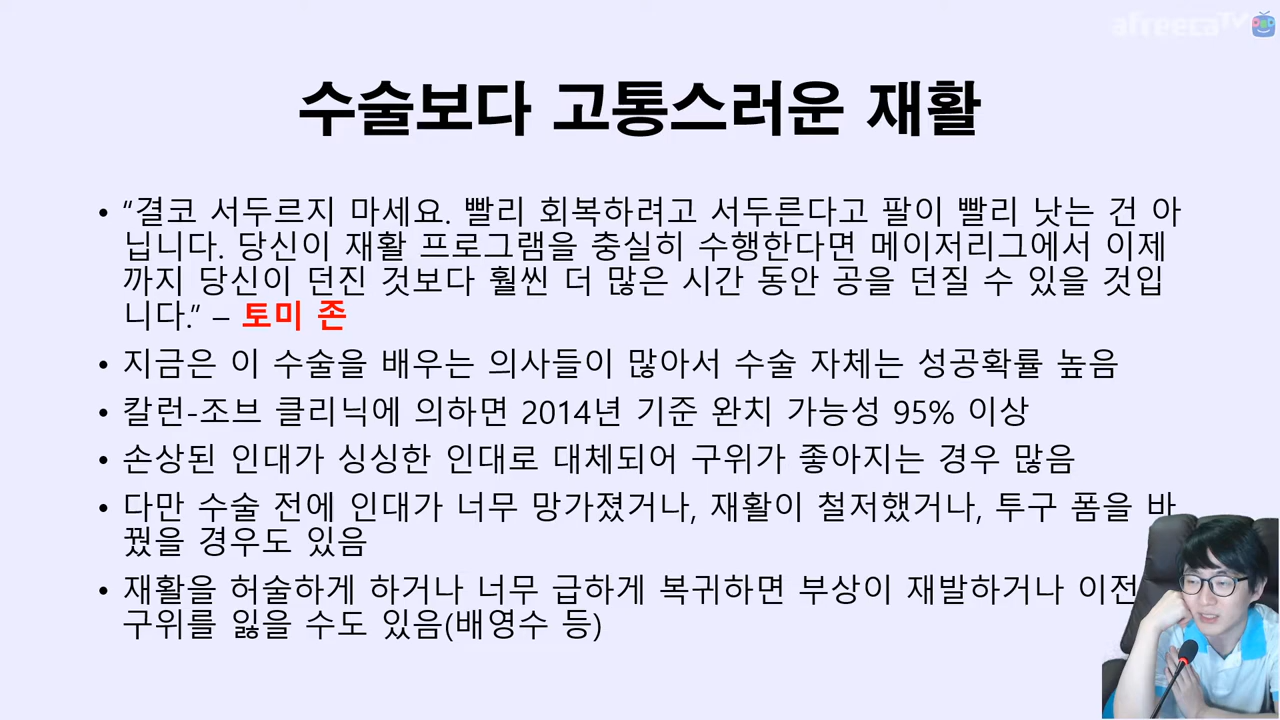 afreecaTV
수술보다 고통스러운 재활
• "결코 서두르지 마세요. 빨리 회복하려고 서두른다고 팔이 빨리 낫는 건 아
닙니다. 당신이 재활 프로그램을 충실히 수행한다면 메이저리그에서 이제
까지 당신이 던진 것보다 훨씬 더 많은 시간 동안 공을 던질 수 있을 것입
니다." – 토미 존
• 지금은 이 수술을 배우는 의사들이 많아서 수술 자체는 성공확률 높음
• 칼런-조브 클리닉에 의하면 2014년 기준 완치 가능성 95% 이상
• 손상된 인대가 싱싱한 인대로 대체되어 구위가 좋아지는 경우 많음
• 다만 수술 전에 인대가 너무 망가졌거나, 재활이 철저했거나, 투구 폼을 바
꿨을 경우도 있음
• 재활을 허술하게 하거나 너무 급하게 복귀하면 부상이 재발하거나 이전
구위를 잃을 수도 있음(배영수 등)